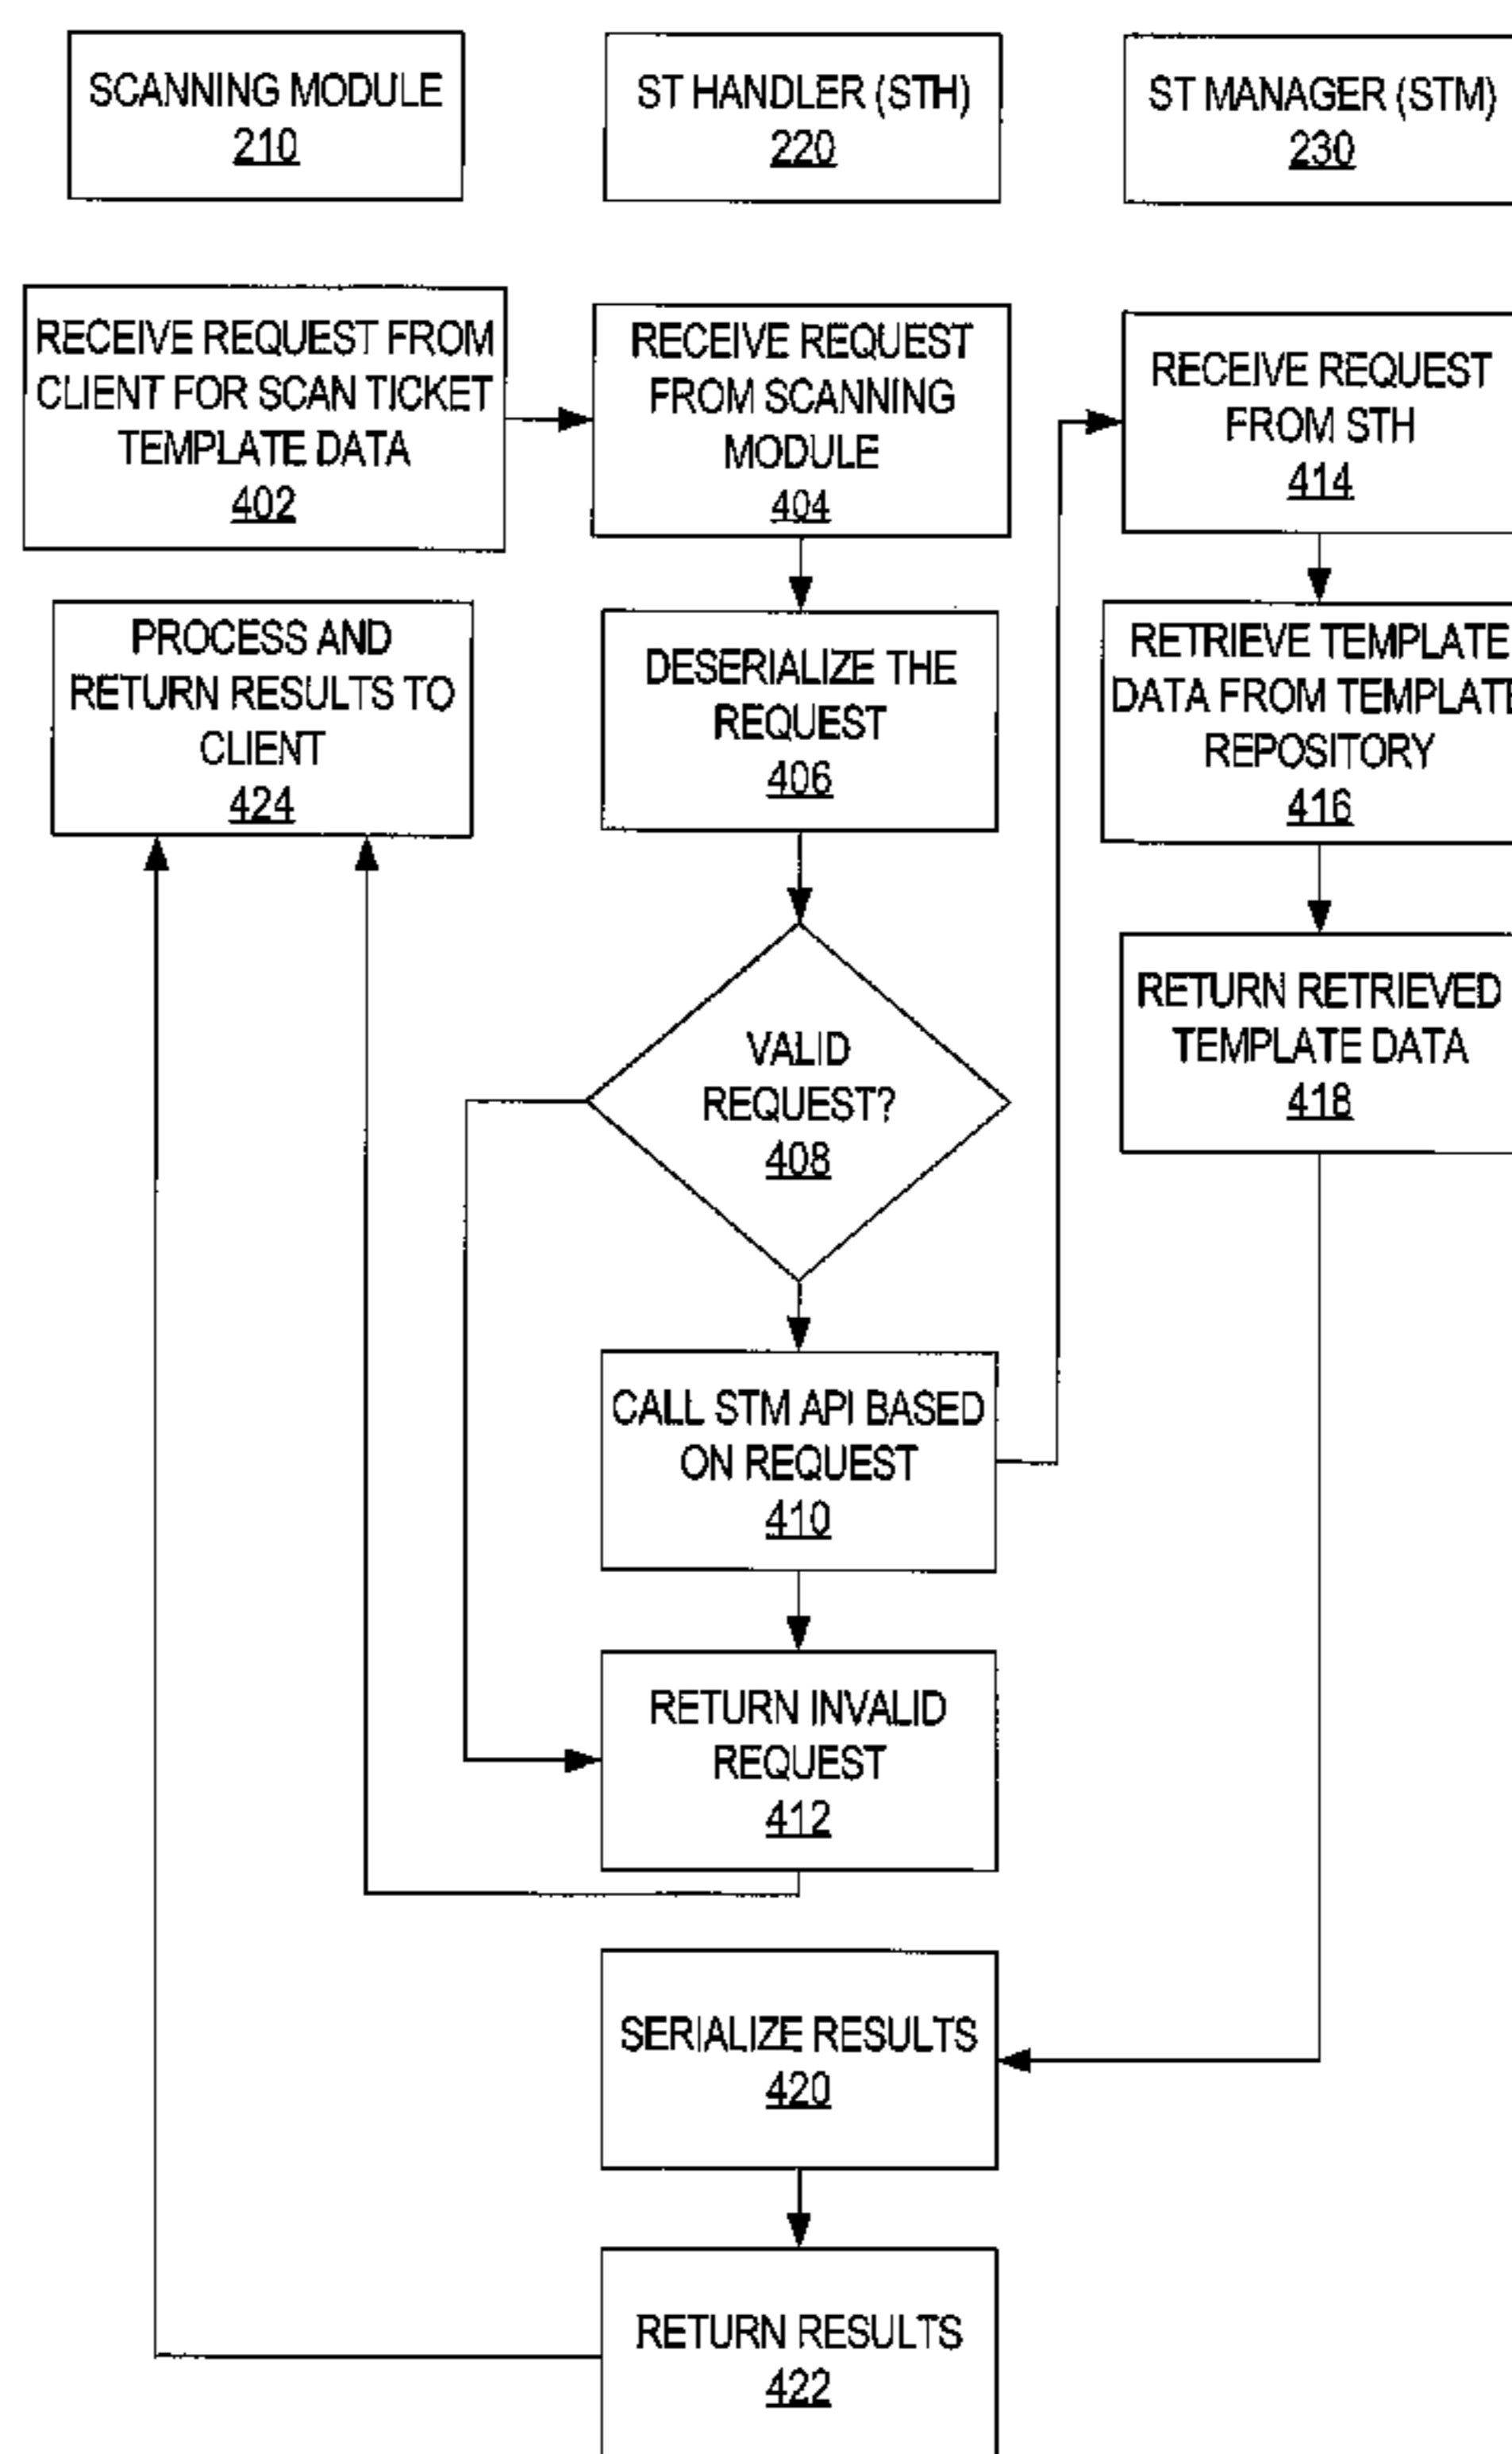 SCANNING MODULE
210
ST HANDLER (STH)
220
ST MANAGER (STM)
230
RECEIVE REQUEST FROM
CLIENT FOR SCAN TICKET
TEMPLATE DATA
402
RECEIVE REQUEST
FROM SCANNING
MODULE
404
RECEIVE REQUEST
FROM STH
414
PROCESS AND
RETURN RESULTS TO
CLIENT
424
DESERIALIZE THE
REQUEST
406
RETRIEVE TEMPLATE
DATA FROM TEMPLATE
REPOSITORY
416
VALID
REQUEST?
408
RETURN RETRIEVED
TEMPLATE DATA
418
CALL STM API BASED
ON REQUEST
410
RETURN INVALID
REQUEST
412
SERIALIZE RESULTS
420
RETURN RESULTS
422